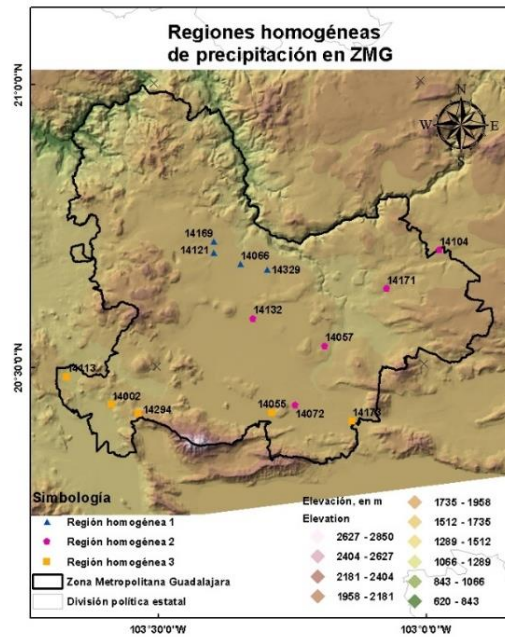 Regiones homogéneas
de precipitación en ZMG
21°0'0"N
N
W E
S
14169
14121
14066
14329
14104
14171
14132
14057
20°30'0"N
14113
14002
14294
14055
14072
14173
Simbología
Región homogénea 1
Región homogénea 2
Región homogénea 3
Zona Metropolitana Guadalajara
División política estatal
Elevación, en m
Elevation
2627 - 2850
2404 - 2627
2181 - 2404
1958 - 2181
1735 - 1958
1512 - 1735
1289 - 1512
1066 - 1289
843 - 1066
620 - 843
103°30'0"W
103°0'0"W